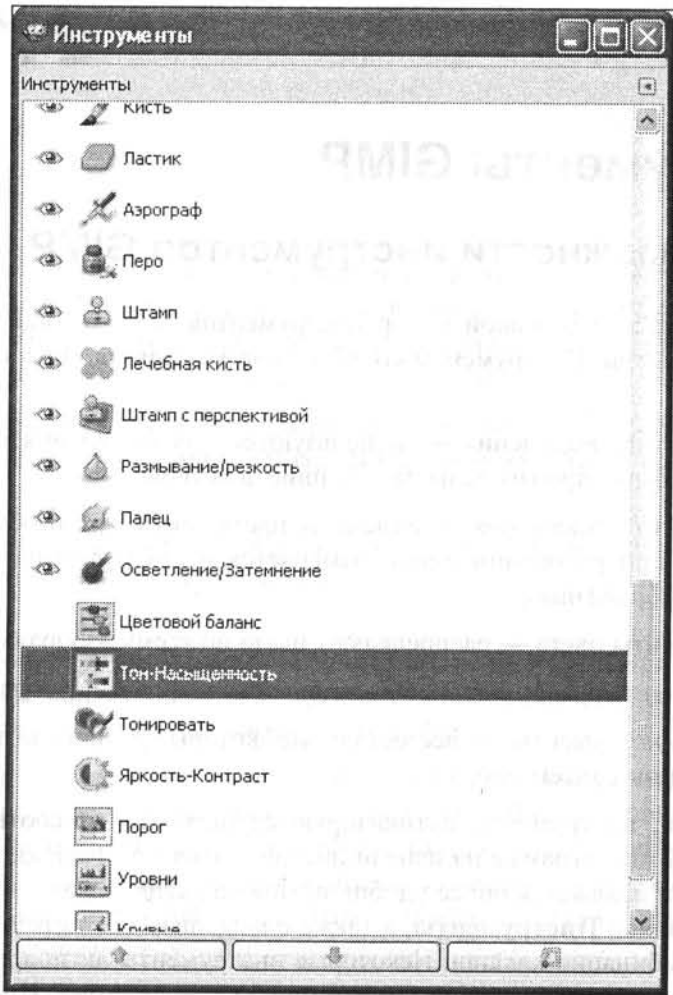 Инструменты
Инструменты
Кисть
Ластик
Аэрограф
Перо
Штамп
Лечебная кисть
Штамп с перспективой
Размывание/резкость
Палец
Осветление/Затемнение
Цветовой баланс
Тон-Насыщенность
Тонировать
Яркость-Контраст
Порог
Уровни
Кривые